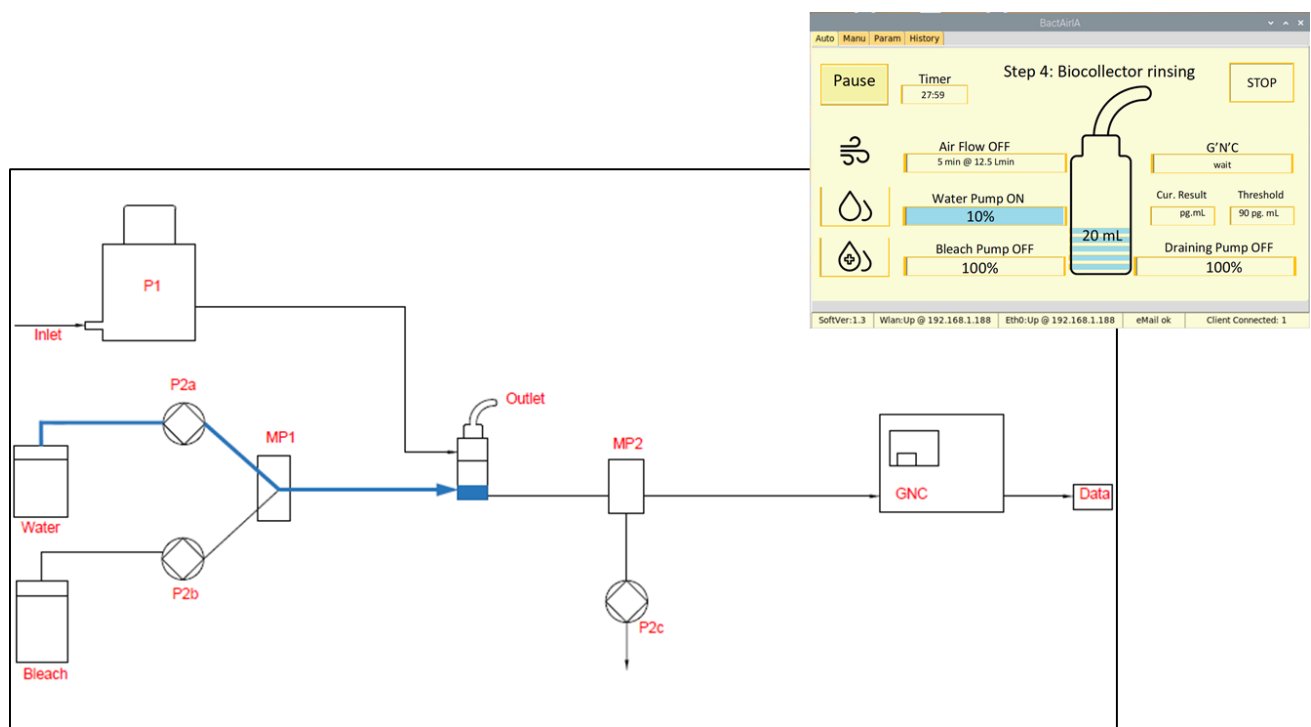 BactAirIA
Auto Manu Param History
Pause
Timer
27:59
Step 4: Biocollector rinsing
STOP
Air Flow OFF
5 min @ 12.5 Lmin
G'N'C
wait
Water Pump ON
10%
Cur. Result
Threshold
pg.mL
90 pg. mL
20 mL
Bleach Pump OFF
100%
Draining Pump OFF
100%
SoftVer:1.3 Wlan:Up @ 192.168.1.188 Eth0:Up @ 192.168.1.188 eMail ok Client Connected: 1
P1
Inlet
P2a
Outlet
MP1
MP2
GNC
Data
Water
P2b
P2c
Bleach